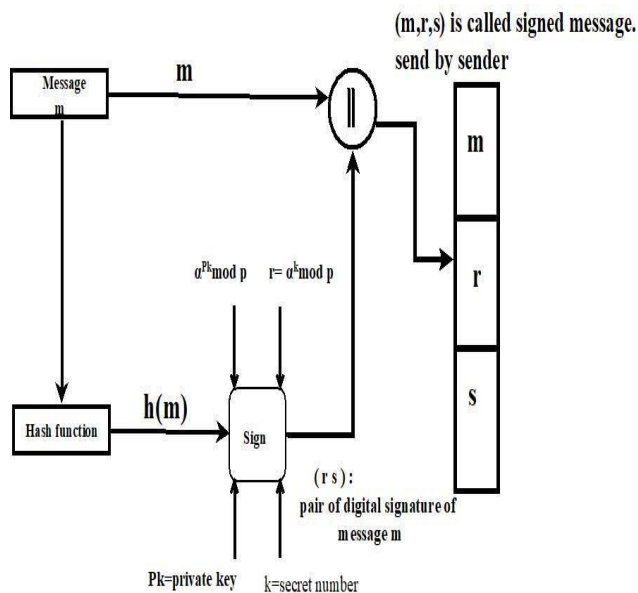 (m,r,s) is called signed message.
send by sender
Message
m
m
||
m
r
s
α^Pk mod p
r= α^k mod p
h(m)
Hash function
Sign
( r s ) :
pair of digital signature of
message m
Pk=private key
k=secret number